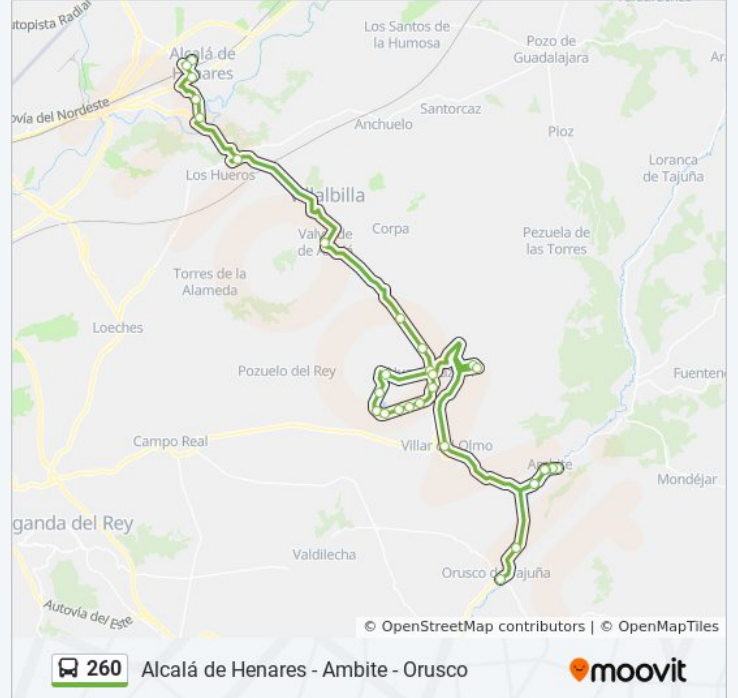 utopista Radial
Los Santos de
la Humosa
Pozo de
Guadalajara
Alcalá de
Henares
vía del Nordeste
Santorcaz
Anchuelo
Pioz
Loranca
de Tajuña
Los Hueros
Villalbilla
Corpa
Pezuela de
las Torres
Torres de la
Alameda
Loeches
Pozuelo del Rey
Fuenten
Campo Real
Villar del Olmo
Ambite
Mondéjar
ganda del Rey
Valdilecha
Orusco de Tajuña
Autovía del Este
© OpenStreetMap contributors | © OpenMapTiles
260 Alcalá de Henares - Ambite - Orusco
moovit